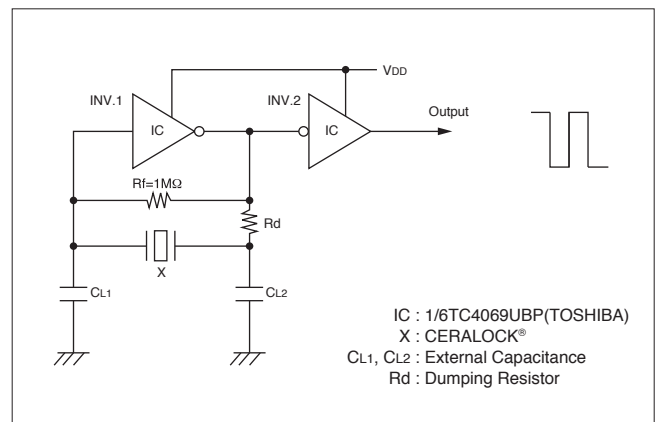 VDD
INV.1
INV.2
IC
IC
Output
Rf=1MΩ
Rd
X
CL1
CL2
IC : 1/6TC4069UBP(TOSHIBA)
X : CERALOCK®
CL1, CL2 : External Capacitance
Rd : Dumping Resistor